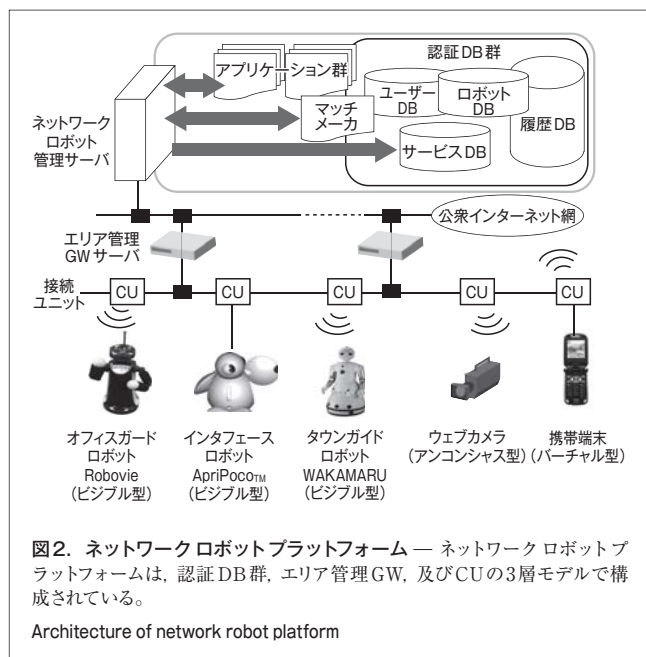 認証DB群
アプリケーション群
ユーザーDB
ロボットDB
履歴DB
マッチメーカ
サービスDB
ネットワーク
ロボット
管理サーバ
公衆インターネット網
エリア管理
GWサーバ
接続
ユニット
CU CU CU CU CU
オフィスガード
ロボット
Robovie
(ビジブル型)
インタフェース
ロボット
ApriPocoTM
(ビジブル型)
タウンガイド
ロボット
WAKAMARU
(ビジブル型)
ウェブカメラ
(アンコンシャス型)
携帯端末
(バーチャル型)
図2. ネットワーク ロボット プラットフォーム — ネットワーク ロボット プ
ラットフォームは, 認証DB群, エリア管理GW, 及びCUの3層モデルで構
成されている。
Architecture of network robot platform